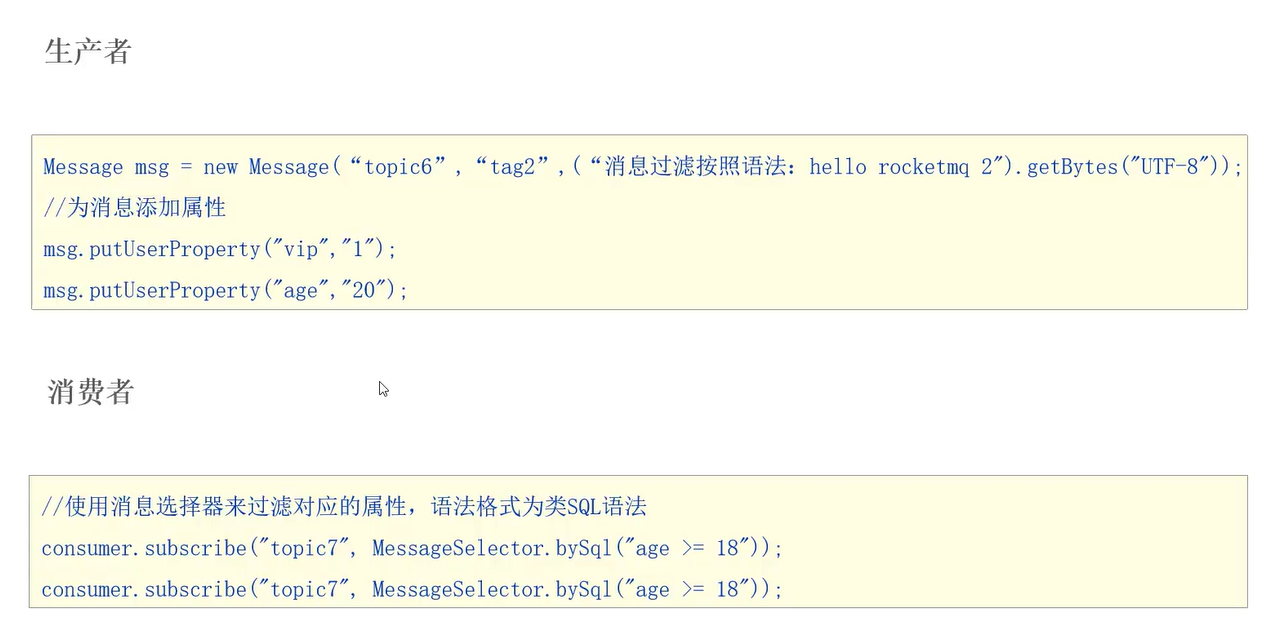 生产者
Message msg = new Message(“topic6”,“tag2”,(“消息过滤按照语法：hello rocketmq 2").getBytes("UTF-8"));
//为消息添加属性
msg.putUserProperty("vip","1");
msg.putUserProperty("age","20");
消费者
//使用消息选择器来过滤对应的属性，语法格式为类SQL语法
consumer.subscribe("topic7", MessageSelector.bySql("age >= 18"));
consumer.subscribe("topic7", MessageSelector.bySql("age >= 18"));